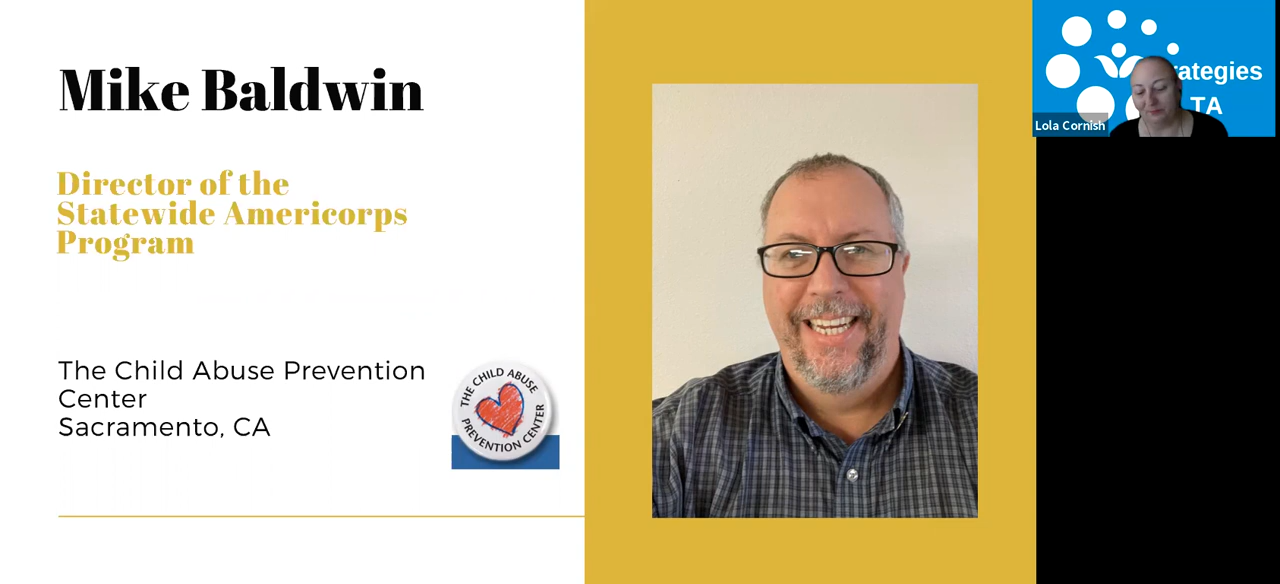 Mike Baldwin
Director of the
Statewide Americorps
Program
The Child Abuse Prevention
Center
Sacramento, CA
THE CHILD ABUSE
PREVENTION CENTER
rategies
TA
Lola Cornish